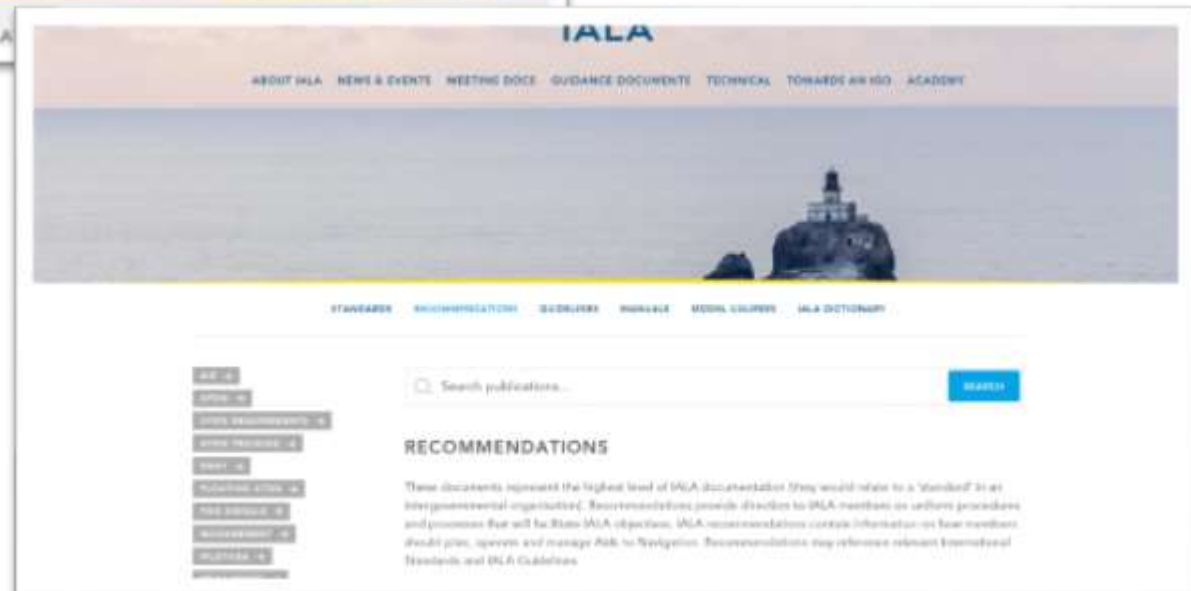 A
IALA
ABOUT IALA NEWS & EVENTS MEETING DOCS GUIDANCE DOCUMENTS TECHNICAL TOWARDS AN IGO ACADEMY
STANDARDS RECOMMENDATIONS GUIDELINES MANUALS MODEL COURSES IALA DICTIONARY
Search publications... SEARCH
RECOMMENDATIONS
These documents represent the highest level of IALA documentation (they would relate to a 'standard' in an
intergovernmental organisation). Recommendations provide direction to IALA members on uniform procedures
and processes that will facilitate IALA objectives. IALA recommendations contain information on how members
should plan, operate and manage Aids to Navigation. Recommendations may reference relevant International
Standards and IALA Guidelines